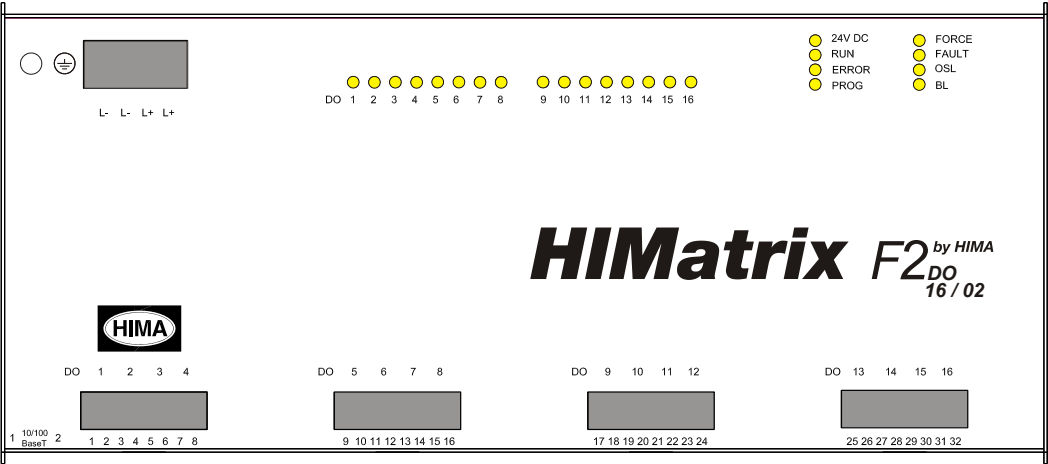 24V DC FORCE
RUN FAULT
ERROR OSL
PROG BL
DO 1 2 3 4 5 6 7 8 9 10 11 12 13 14 15 16
L- L- L+ L+
HIMatrix F2 by HIMA
DO
16 / 02
HIMA
DO 1 2 3 4 DO 5 6 7 8 DO 9 10 11 12 DO 13 14 15 16
1 10/100 BaseT 2
1 2 3 4 5 6 7 8 9 10 11 12 13 14 15 16 17 18 19 20 21 22 23 24 25 26 27 28 29 30 31 32